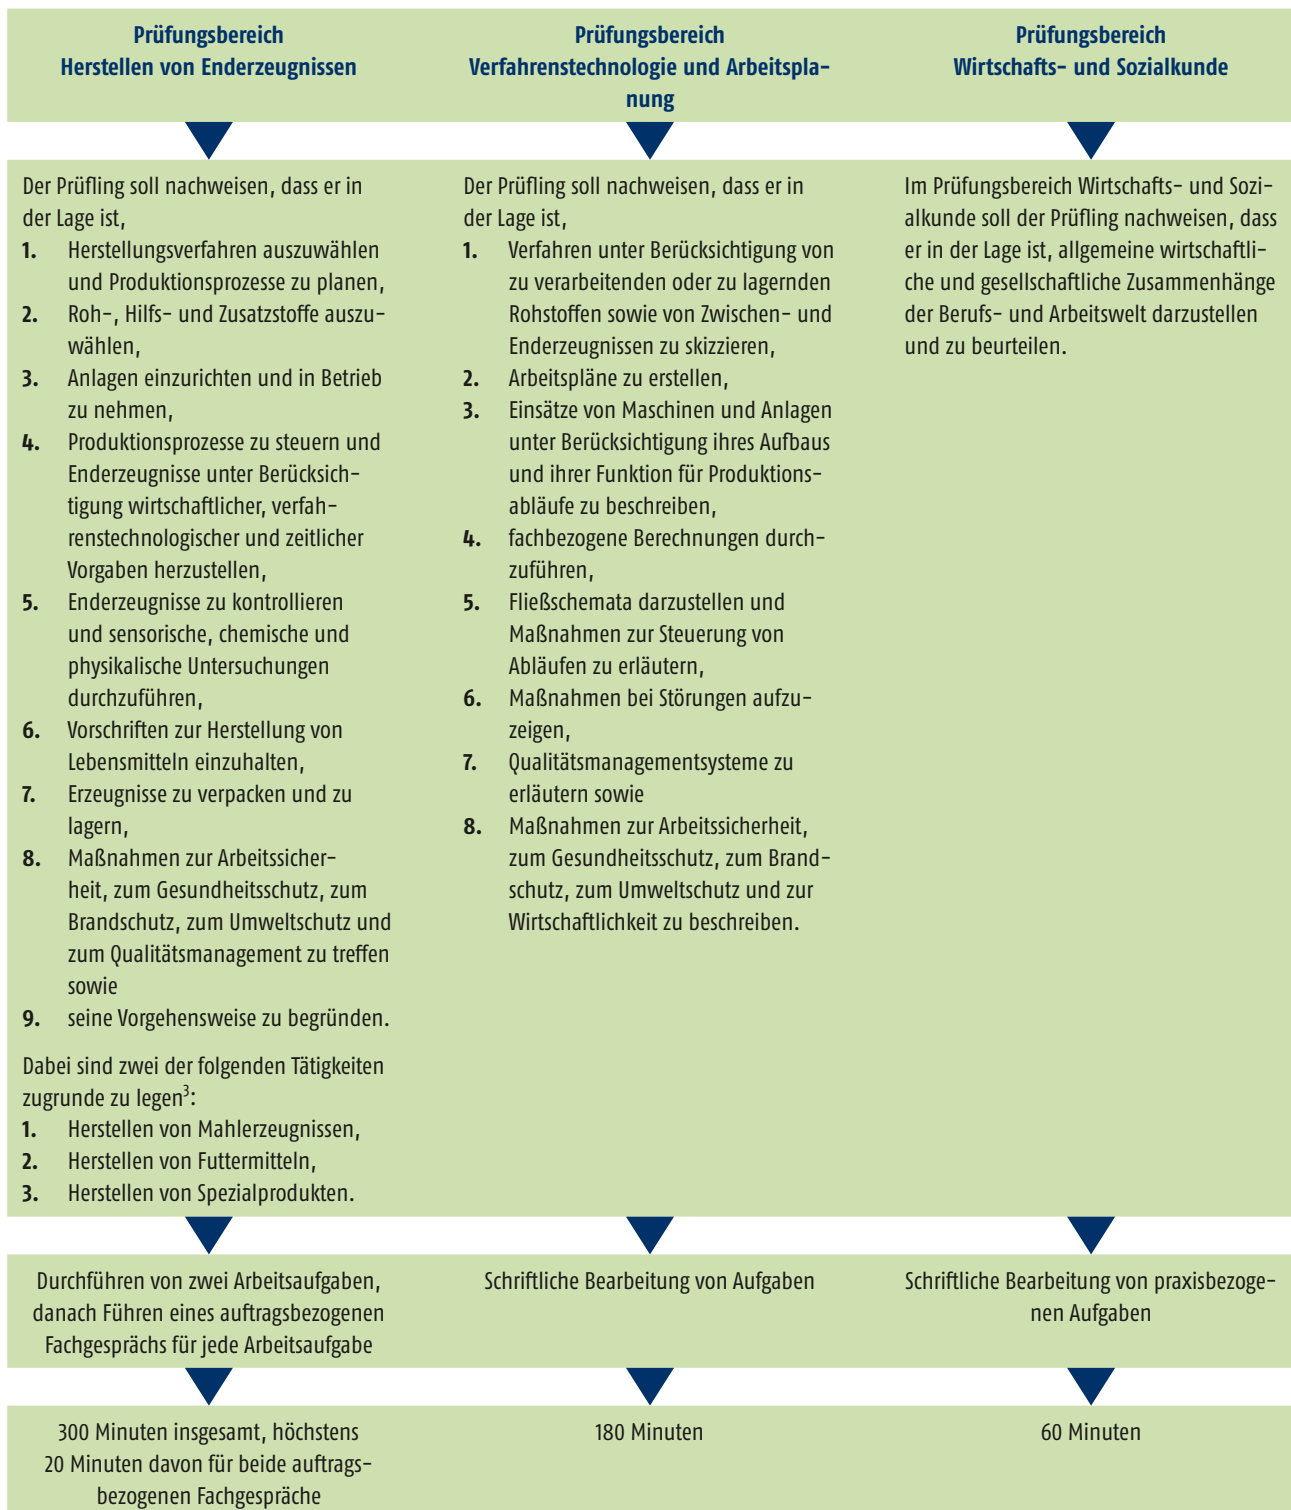 Prüfungsbereich
Herstellen von Enderzeugnissen
Prüfungsbereich
Verfahrenstechnologie und Arbeitspla-
nung
Prüfungsbereich
Wirtschafts- und Sozialkunde
Der Prüfling soll nachweisen, dass er in
der Lage ist,
1. Herstellungsverfahren auszuwählen
und Produktionsprozesse zu planen,
2. Roh-, Hilfs- und Zusatzstoffe auszu-
wählen,
3. Anlagen einzurichten und in Betrieb
zu nehmen,
4. Produktionsprozesse zu steuern und
Enderzeugnisse unter Berücksich-
tigung wirtschaftlicher, verfah-
renstechnologischer und zeitlicher
Vorgaben herzustellen,
5. Enderzeugnisse zu kontrollieren
und sensorische, chemische und
physikalische Untersuchungen
durchzuführen,
6. Vorschriften zur Herstellung von
Lebensmitteln einzuhalten,
7. Erzeugnisse zu verpacken und zu
lagern,
8. Maßnahmen zur Arbeitssicher-
heit, zum Gesundheitsschutz, zum
Brandschutz, zum Umweltschutz und
zum Qualitätsmanagement zu treffen
sowie
9. seine Vorgehensweise zu begründen.
Dabei sind zwei der folgenden Tätigkeiten
zugrunde zu legen³:
1. Herstellen von Mahlerzeugnissen,
2. Herstellen von Futtermitteln,
3. Herstellen von Spezialprodukten.
Der Prüfling soll nachweisen, dass er in
der Lage ist,
1. Verfahren unter Berücksichtigung von
zu verarbeitenden oder zu lagernden
Rohstoffen sowie von Zwischen- und
Enderzeugnissen zu skizzieren,
2. Arbeitspläne zu erstellen,
3. Einsätze von Maschinen und Anlagen
unter Berücksichtigung ihres Aufbaus
und ihrer Funktion für Produktions-
abläufe zu beschreiben,
4. fachbezogene Berechnungen durch-
zuführen,
5. Fließschemata darzustellen und
Maßnahmen zur Steuerung von
Abläufen zu erläutern,
6. Maßnahmen bei Störungen aufzu-
zeigen,
7. Qualitätsmanagementsysteme zu
erläutern sowie
8. Maßnahmen zur Arbeitssicherheit,
zum Gesundheitsschutz, zum Brand-
schutz, zum Umweltschutz und zur
Wirtschaftlichkeit zu beschreiben.
Im Prüfungsbereich Wirtschafts- und Sozi-
alkunde soll der Prüfling nachweisen, dass
er in der Lage ist, allgemeine wirtschaftli-
che und gesellschaftliche Zusammenhänge
der Berufs- und Arbeitswelt darzustellen
und zu beurteilen.
Durchführen von zwei Arbeitsaufgaben,
danach Führen eines auftragsbezogenen
Fachgesprächs für jede Arbeitsaufgabe
Schriftliche Bearbeitung von Aufgaben
Schriftliche Bearbeitung von praxisbezoge-
nen Aufgaben
300 Minuten insgesamt, höchstens
20 Minuten davon für beide auftrags-
bezogenen Fachgespräche
180 Minuten
60 Minuten